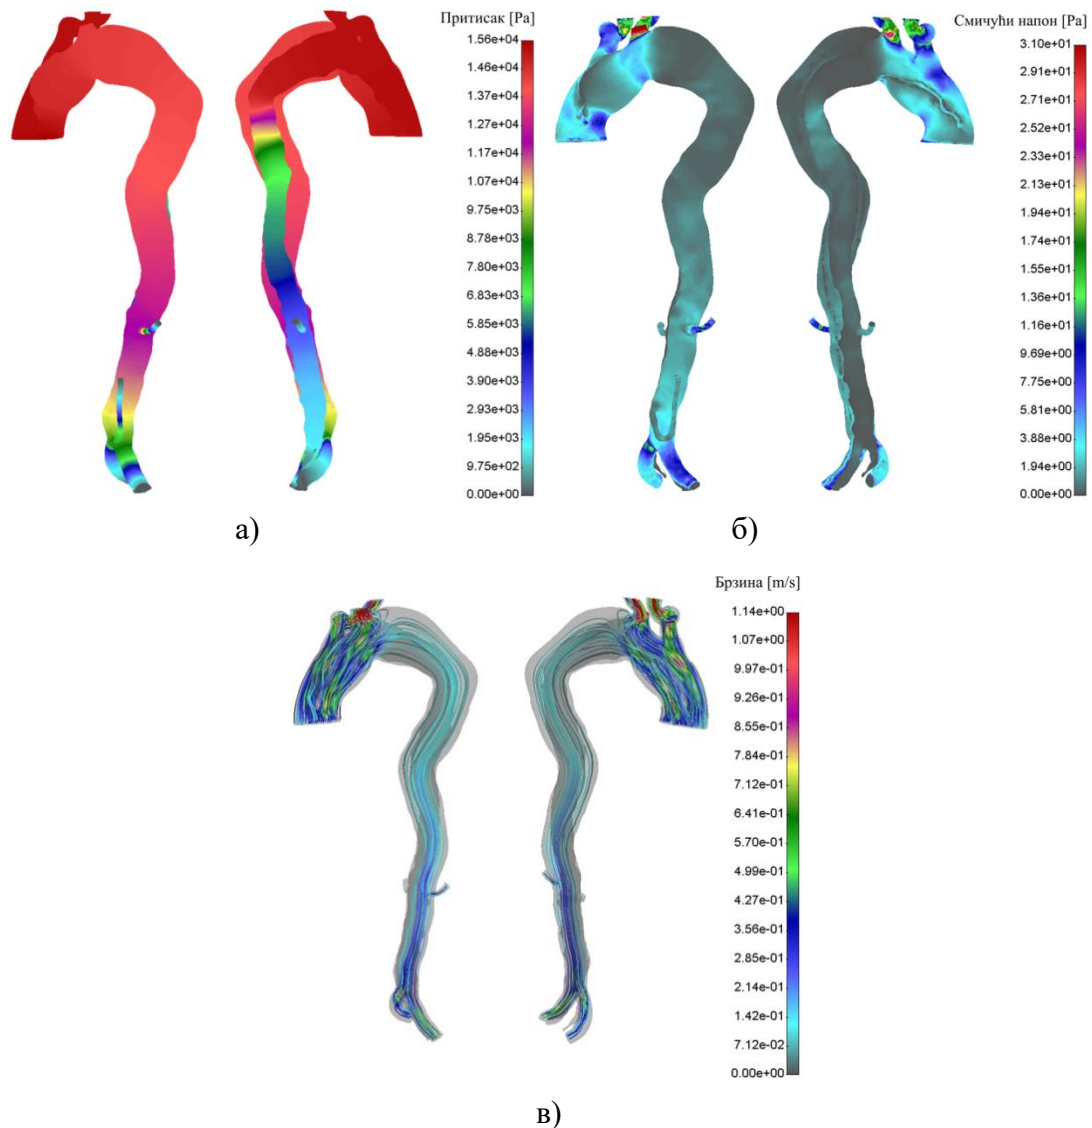 Притисак [Pa]
1.56e+04
1.46e+04
1.37e+04
1.27e+04
1.17e+04
1.07e+04
9.75e+03
8.78e+03
7.80e+03
6.83e+03
5.85e+03
4.88e+03
3.90e+03
2.93e+03
1.95e+03
9.75e+02
0.00e+00
а)
Смичући напон [Pa]
3.10e+01
2.91e+01
2.71e+01
2.52e+01
2.33e+01
2.13e+01
1.94e+01
1.74e+01
1.55e+01
1.36e+01
1.16e+01
9.69e+00
7.75e+00
5.81e+00
3.88e+00
1.94e+00
0.00e+00
б)
Брзина [m/s]
1.14e+00
1.07e+00
9.97e-01
9.26e-01
8.55e-01
7.84e-01
7.12e-01
6.41e-01
5.70e-01
4.99e-01
4.27e-01
3.56e-01
2.85e-01
2.14e-01
1.42e-01
7.12e-02
0.00e+00
в)